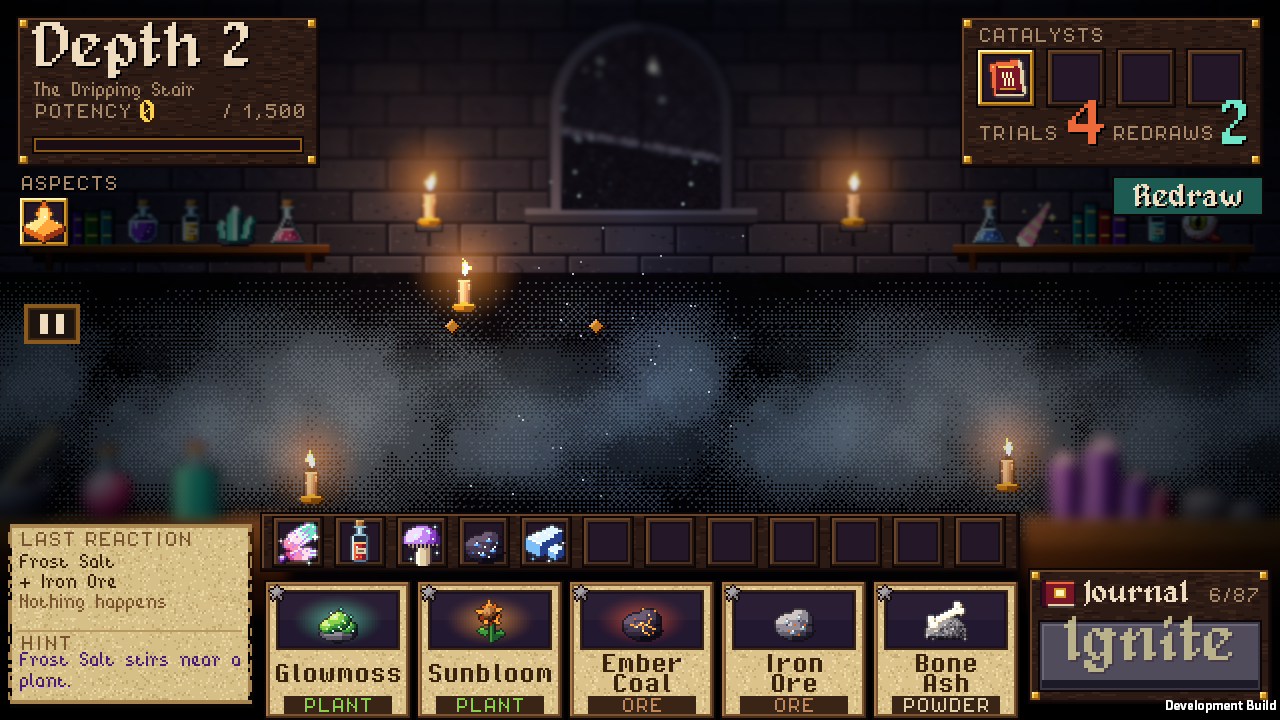 Depth 2
The Dripping Stair
POTENCY 0 / 1,500
ASPECTS
CATALYSTS
TRIALS 4 REDRAWS 2
Redraw
LAST REACTION
Frost Salt
+ Iron Ore
Nothing happens
HINT
Frost Salt stirs near a
plant.
Glowmoss
PLANT
Sunbloom
PLANT
Ember
Coal
ORE
Iron
Ore
ORE
Bone
Ash
POWDER
Journal 6/87
Ignite
Development Build